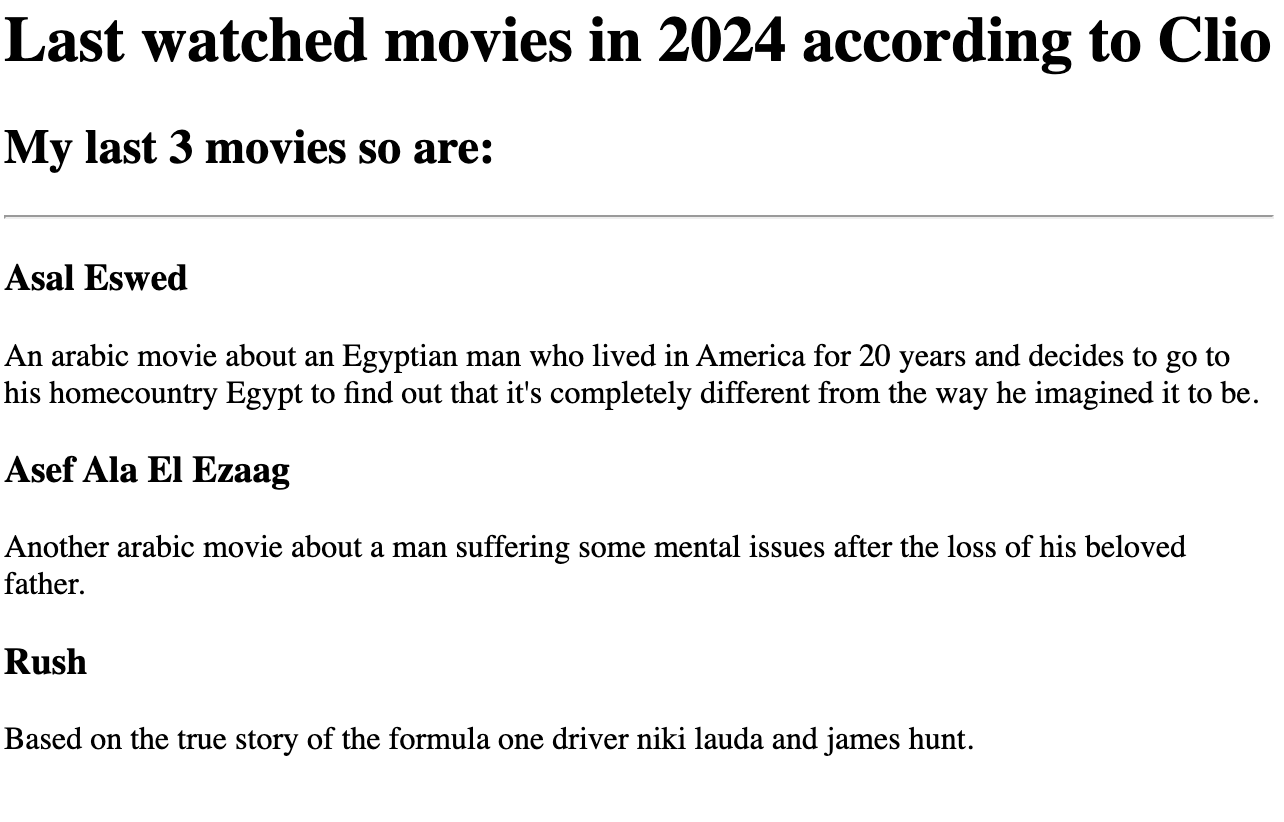 Last watched movies in 2024 according to Clio
My last 3 movies so are:
Asal Eswed
An arabic movie about an Egyptian man who lived in America for 20 years and decides to go to
his homecountry Egypt to find out that it's completely different from the way he imagined it to be.
Asef Ala El Ezaag
Another arabic movie about a man suffering some mental issues after the loss of his beloved
father.
Rush
Based on the true story of the formula one driver niki lauda and james hunt.